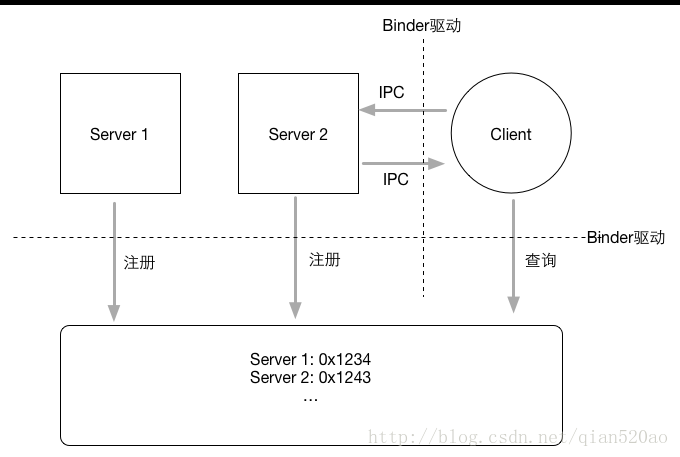 Binder驱动
IPC
Server 1
Server 2
Client
IPC
Binder驱动
注册
注册
查询
Server 1: 0x1234
Server 2: 0x1243
...
http://blog.csdn.net/qian520ao